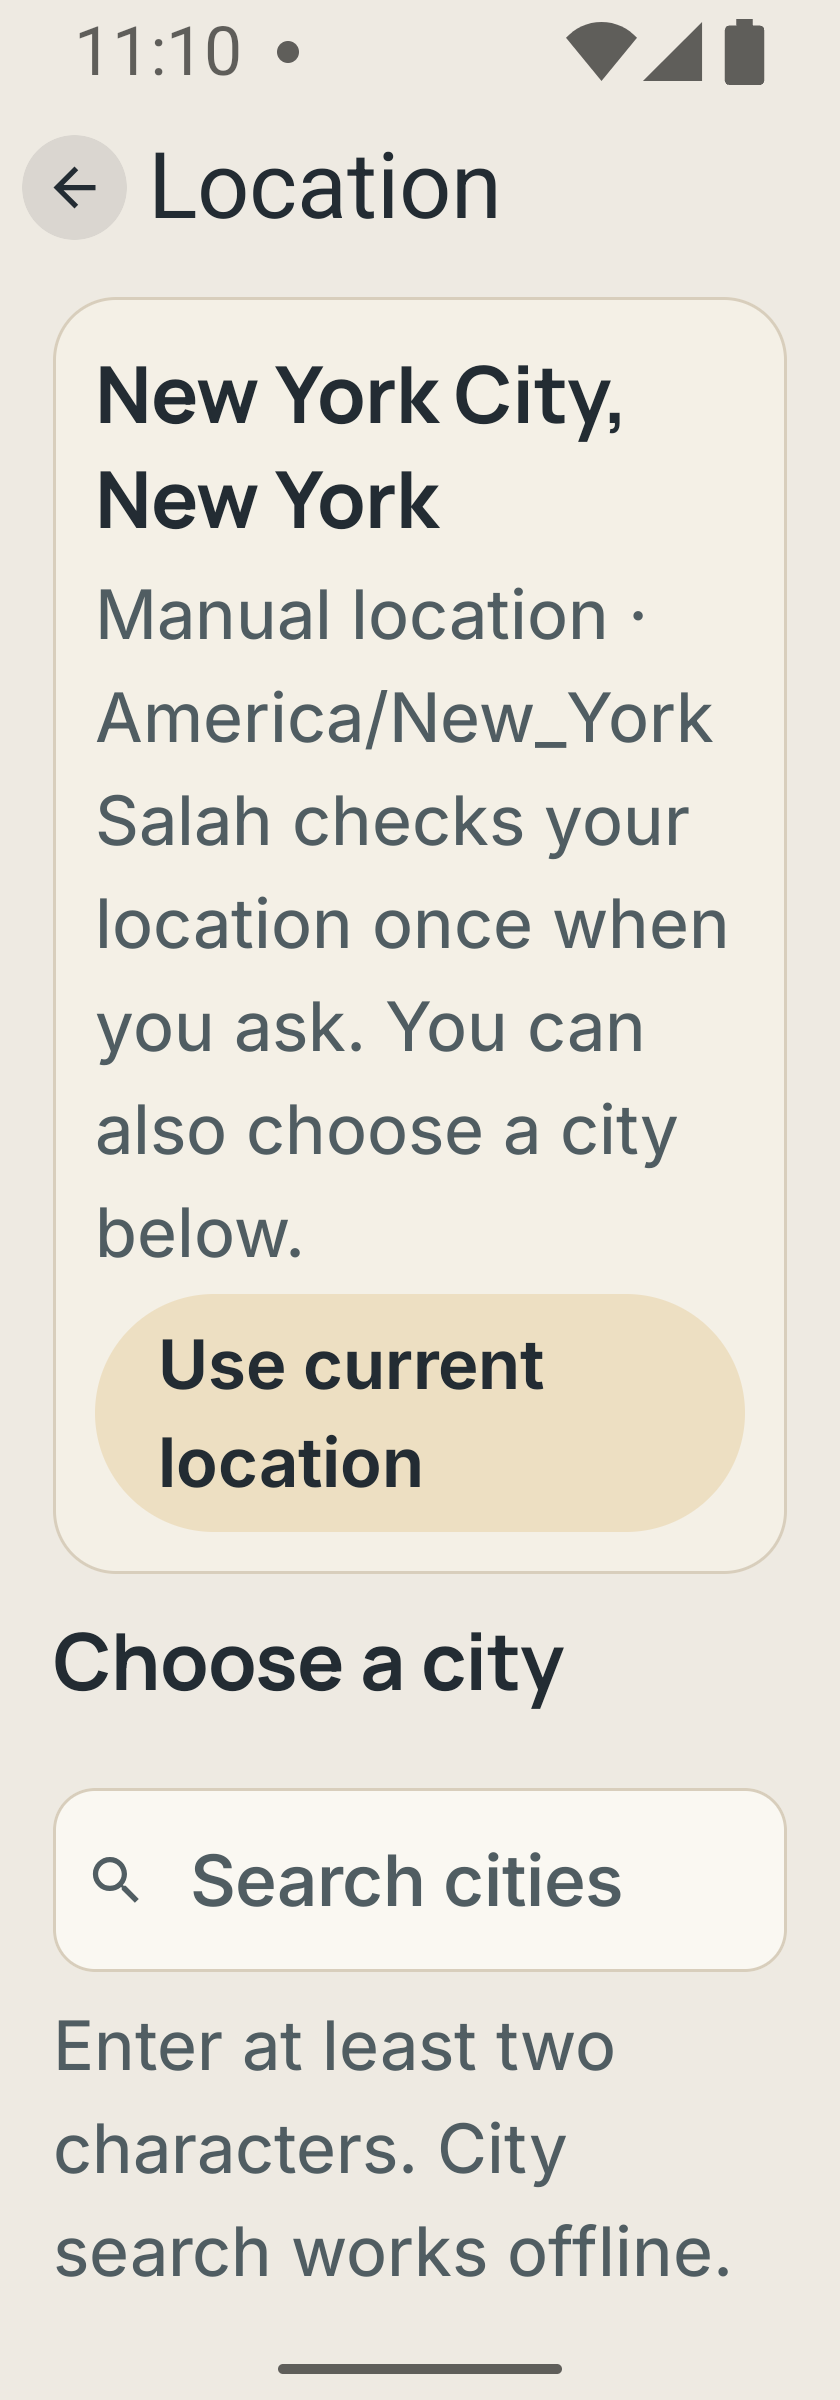 11:10
Location
New York City,
New York
Manual location ·
America/New_York
Salah checks your
location once when
you ask. You can
also choose a city
below.
Use current
location
Choose a city
Search cities
Enter at least two
characters. City
search works offline.